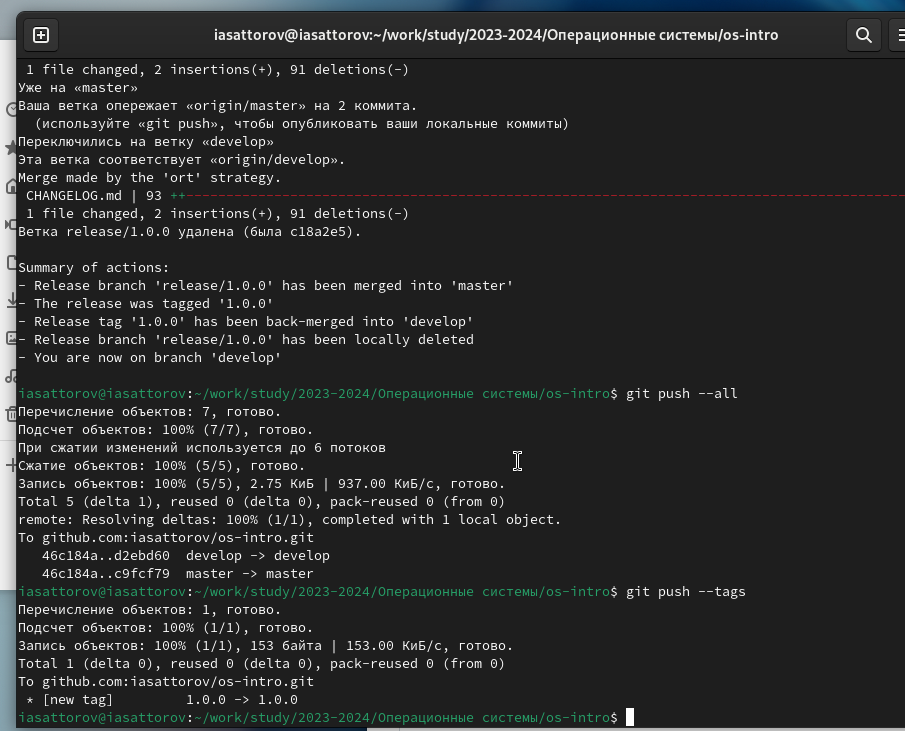 iasattorov@iasattorov:~/work/study/2023-2024/Операционные системы/os-intro
1 file changed, 2 insertions(+), 91 deletions(-)
Уже на «master»
Ваша ветка опережает «origin/master» на 2 коммита.
(используйте «git push», чтобы опубликовать ваши локальные коммиты)
Переключились на ветку «develop»
Эта ветка соответствует «origin/develop».
Merge made by the 'ort' strategy.
CHANGELOG.md | 93 ++------------------------------------------------------------------------------------------
1 file changed, 2 insertions(+), 91 deletions(-)
Ветка release/1.0.0 удалена (была c18a2e5).
Summary of actions:
- Release branch 'release/1.0.0' has been merged into 'master'
- The release was tagged '1.0.0'
- Release tag '1.0.0' has been back-merged into 'develop'
- Release branch 'release/1.0.0' has been locally deleted
- You are now on branch 'develop'
iasattorov@iasattorov:~/work/study/2023-2024/Операционные системы/os-intro$ git push --all
Перечисление объектов: 7, готово.
Подсчет объектов: 100% (7/7), готово.
При сжатии изменений используется до 6 потоков
Сжатие объектов: 100% (5/5), готово.
Запись объектов: 100% (5/5), 2.75 КиБ | 937.00 КиБ/с, готово.
Total 5 (delta 1), reused 0 (delta 0), pack-reused 0 (from 0)
remote: Resolving deltas: 100% (1/1), completed with 1 local object.
To github.com:iasattorov/os-intro.git
46c184a..d2ebd60  develop -> develop
46c184a..c9fcf79  master -> master
iasattorov@iasattorov:~/work/study/2023-2024/Операционные системы/os-intro$ git push --tags
Перечисление объектов: 1, готово.
Подсчет объектов: 100% (1/1), готово.
Запись объектов: 100% (1/1), 153 байта | 153.00 КиБ/с, готово.
Total 1 (delta 0), reused 0 (delta 0), pack-reused 0 (from 0)
To github.com:iasattorov/os-intro.git
* [new tag]         1.0.0 -> 1.0.0
iasattorov@iasattorov:~/work/study/2023-2024/Операционные системы/os-intro$